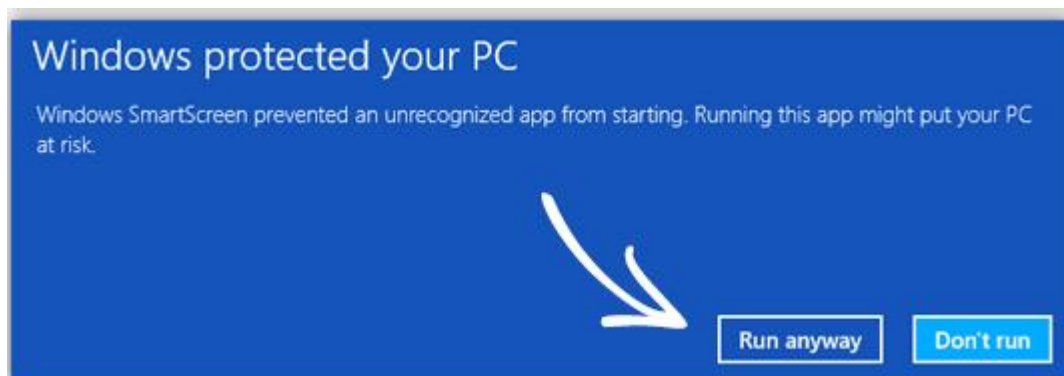 Windows protected your PC
Windows SmartScreen prevented an unrecognized app from starting. Running this app might put your PC
at risk.
Run anyway
Don't run